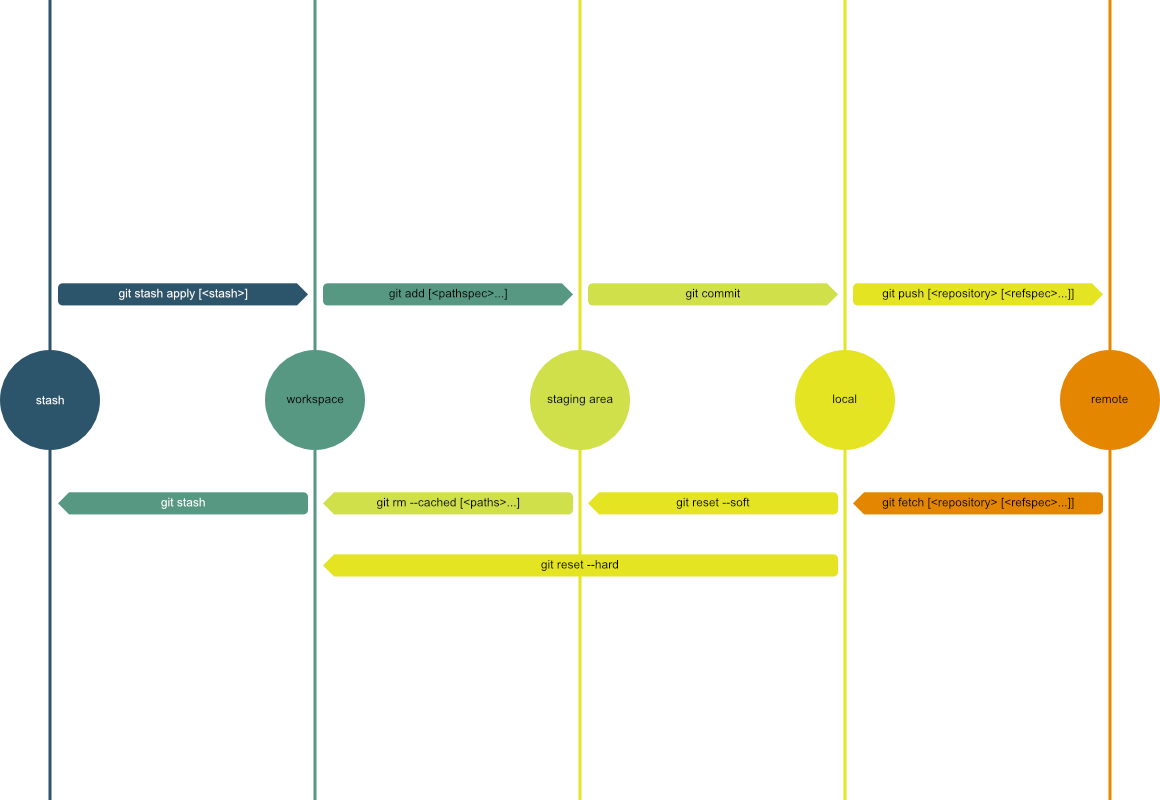 git stash apply [<stash>]
git add [<pathspec>...]
git commit
git push [<repository> [<refspec>...]]
stash
workspace
staging area
local
remote
git stash
git rm --cached [<paths>...]
git reset --soft
git fetch [<repository> [<refspec>...]]
git reset --hard